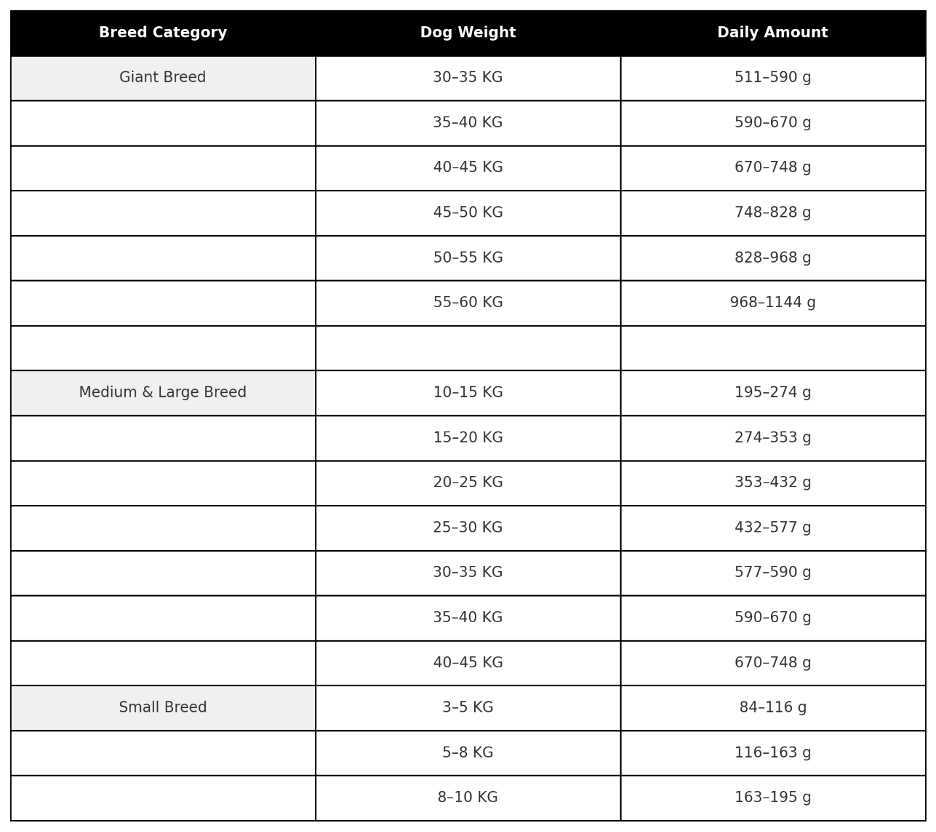 Breed Category Dog Weight Daily Amount
Giant Breed 30–35 KG 511–590 g
35–40 KG 590–670 g
40–45 KG 670–748 g
45–50 KG 748–828 g
50–55 KG 828–968 g
55–60 KG 968–1144 g
Medium & Large Breed 10–15 KG 195–274 g
15–20 KG 274–353 g
20–25 KG 353–432 g
25–30 KG 432–577 g
30–35 KG 577–590 g
35–40 KG 590–670 g
40–45 KG 670–748 g
Small Breed 3–5 KG 84–116 g
5–8 KG 116–163 g
8–10 KG 163–195 g